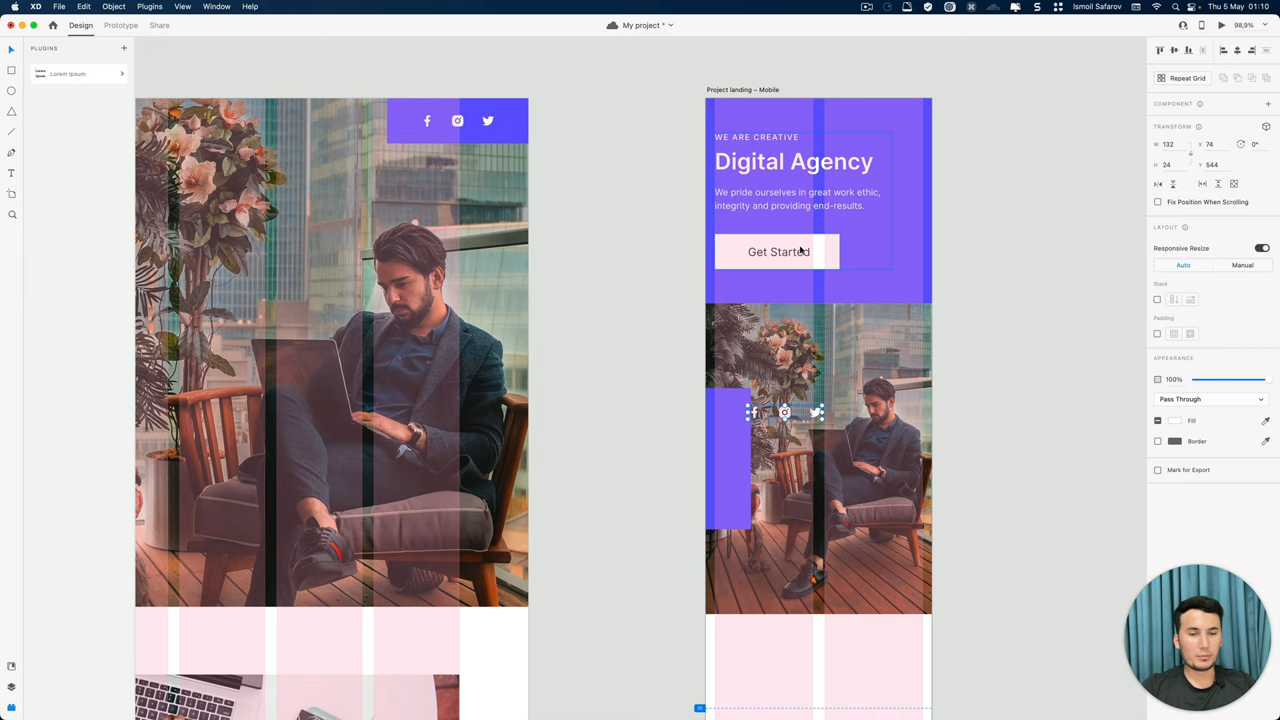 XD File Edit Object Plugins View Window Help
Ismoil Safarov Thu 5 May 01:10
Design Prototype Share
My project *
98,9%
PLUGINS
Lorem Ipsum
Lorem Ipsum
Project landing – Mobile
WE ARE CREATIVE
Digital Agency
We pride ourselves in great work ethic,
integrity and providing end-results.
Get Started
Repeat Grid
COMPONENT
TRANSFORM
W 132 X 74 0°
H 24 Y 544
Fix Position When Scrolling
LAYOUT
Responsive Resize
Auto Manual
Stack
Padding
APPEARANCE
100%
Pass Through
Fill
Border
Mark for Export